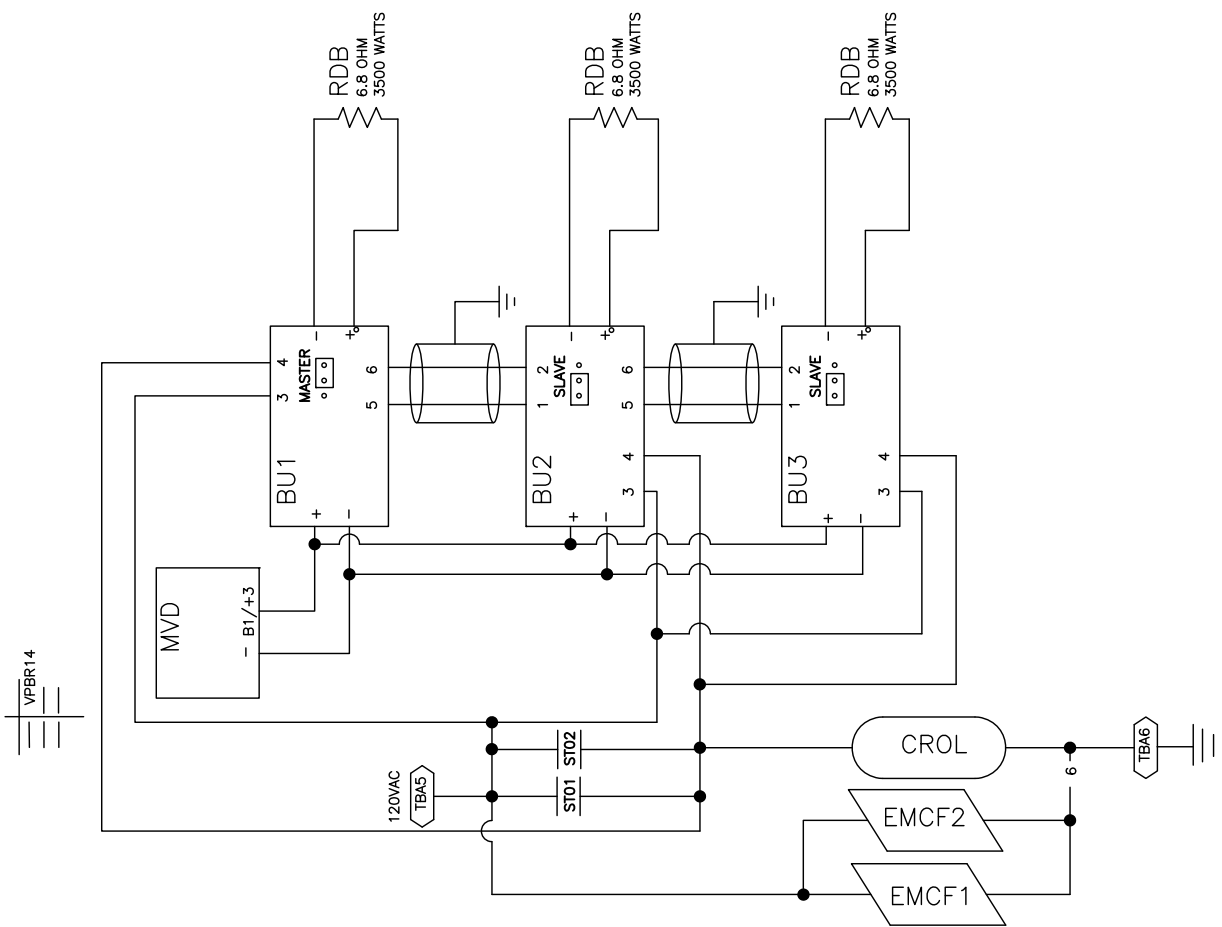 RDB
6.8 OHM
3500 WATTS
RDB
6.8 OHM
3500 WATTS
RDB
6.8 OHM
3500 WATTS
- +
4
3
MASTER
6
5
BU1
+ -
- +
2
1
SLAVE
6
5
4
3
BU2
+ -
- +
2
1
SLAVE
4
3
BU3
+ -
MVD
- B1/+3
VPBR14
120VAC
TBA5
ST01
ST02
CROL
EMCF2
EMCF1
6
TBA6